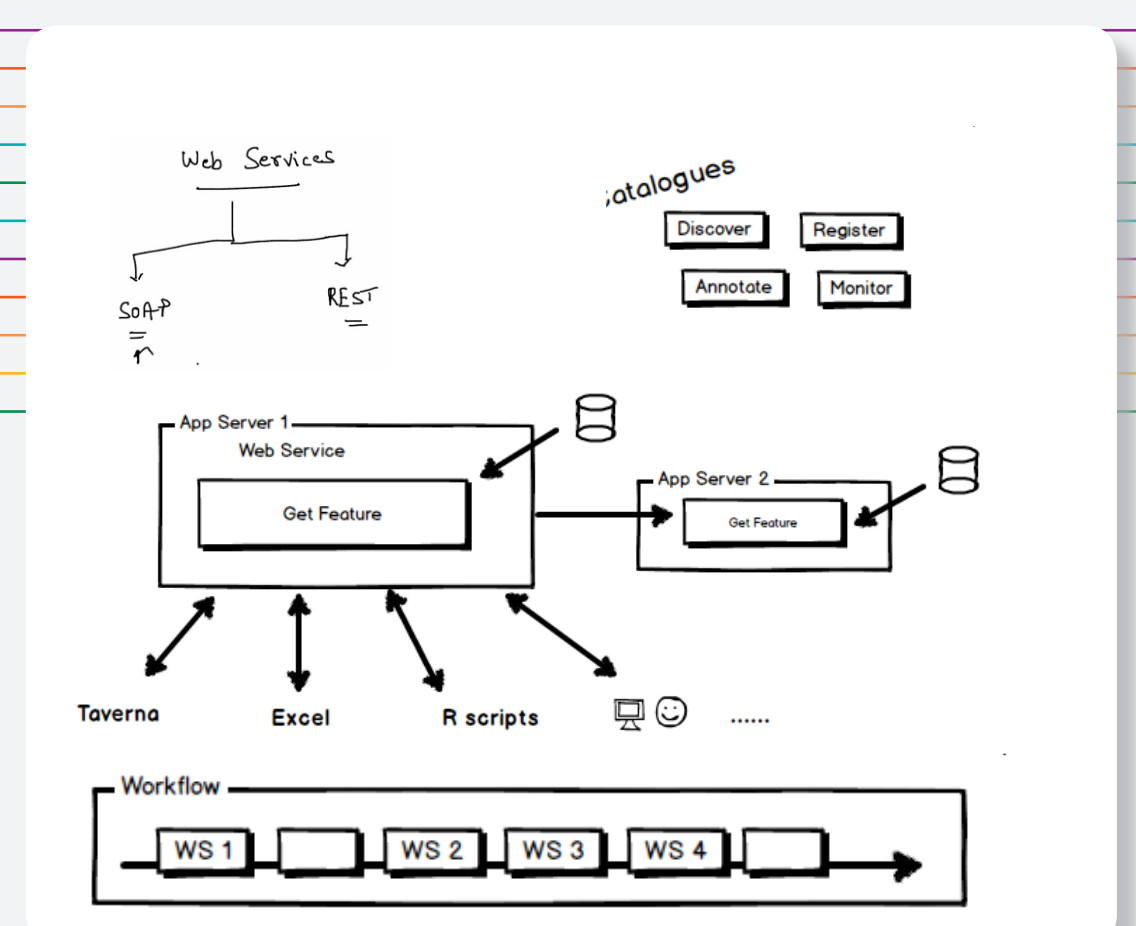 Web Services
SOAP
REST
atalogues
Discover
Register
Annotate
Monitor
App Server 1
Web Service
Get Feature
App Server 2
Get Feature
Taverna
Excel
R scripts
......
Workflow
WS 1
WS 2
WS 3
WS 4